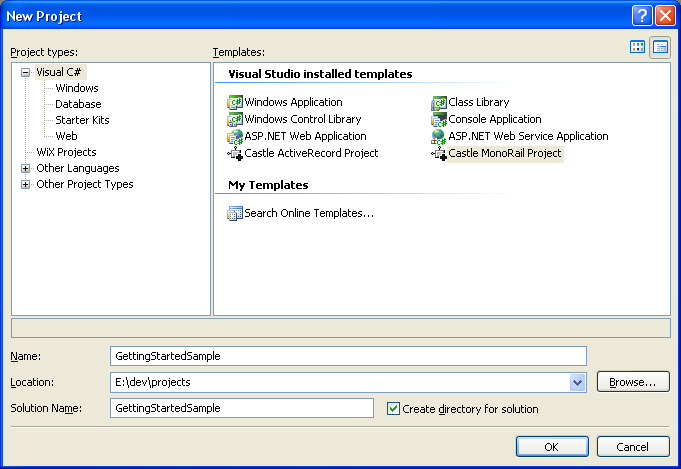 New Project
Project types:
Templates:
Visual C#
Windows
Database
Starter Kits
Web
WiX Projects
Other Languages
Other Project Types
Visual Studio installed templates
Windows Application
Class Library
Windows Control Library
Console Application
ASP.NET Web Application
ASP.NET Web Service Application
Castle ActiveRecord Project
Castle MonoRail Project
My Templates
Search Online Templates...
Name:
GettingStartedSample
Location:
E:\dev\projects
Browse...
Solution Name:
GettingStartedSample
Create directory for solution
OK
Cancel